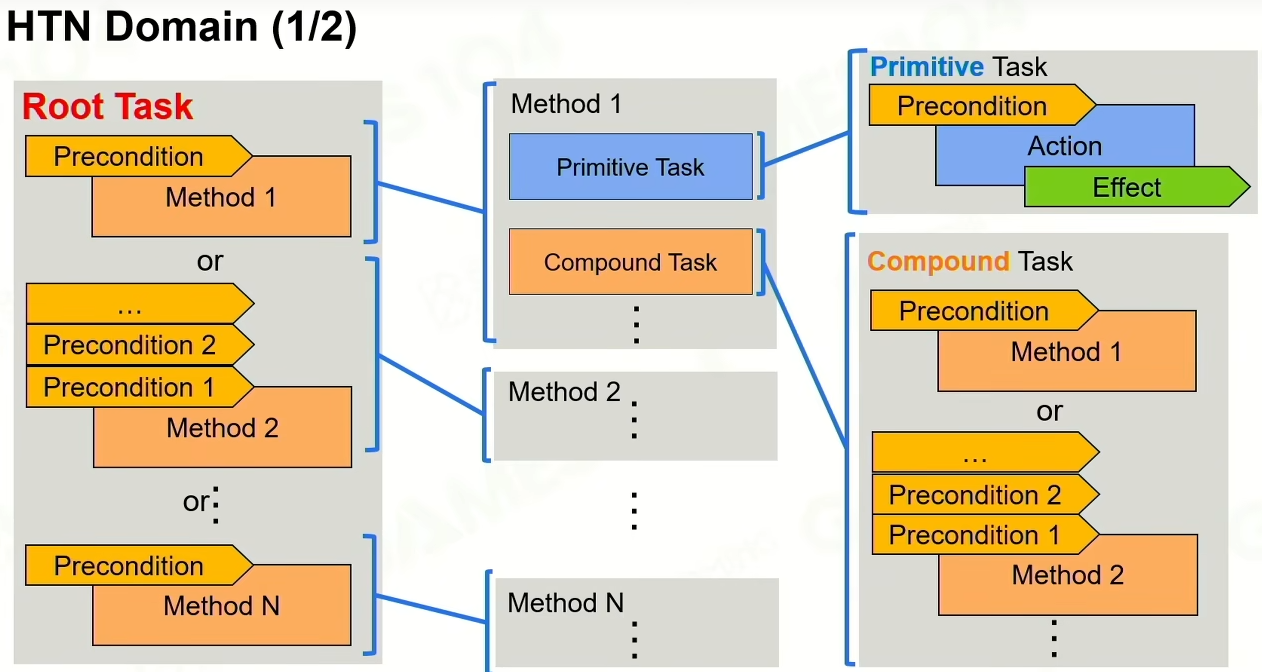 HTN Domain (1/2)
Root Task
Precondition
Method 1
or
...
Precondition 2
Precondition 1
Method 2
or
Precondition
Method N
Method 1
Primitive Task
Compound Task
Method 2
Method N
Primitive Task
Precondition
Action
Effect
Compound Task
Precondition
Method 1
or
...
Precondition 2
Precondition 1
Method 2